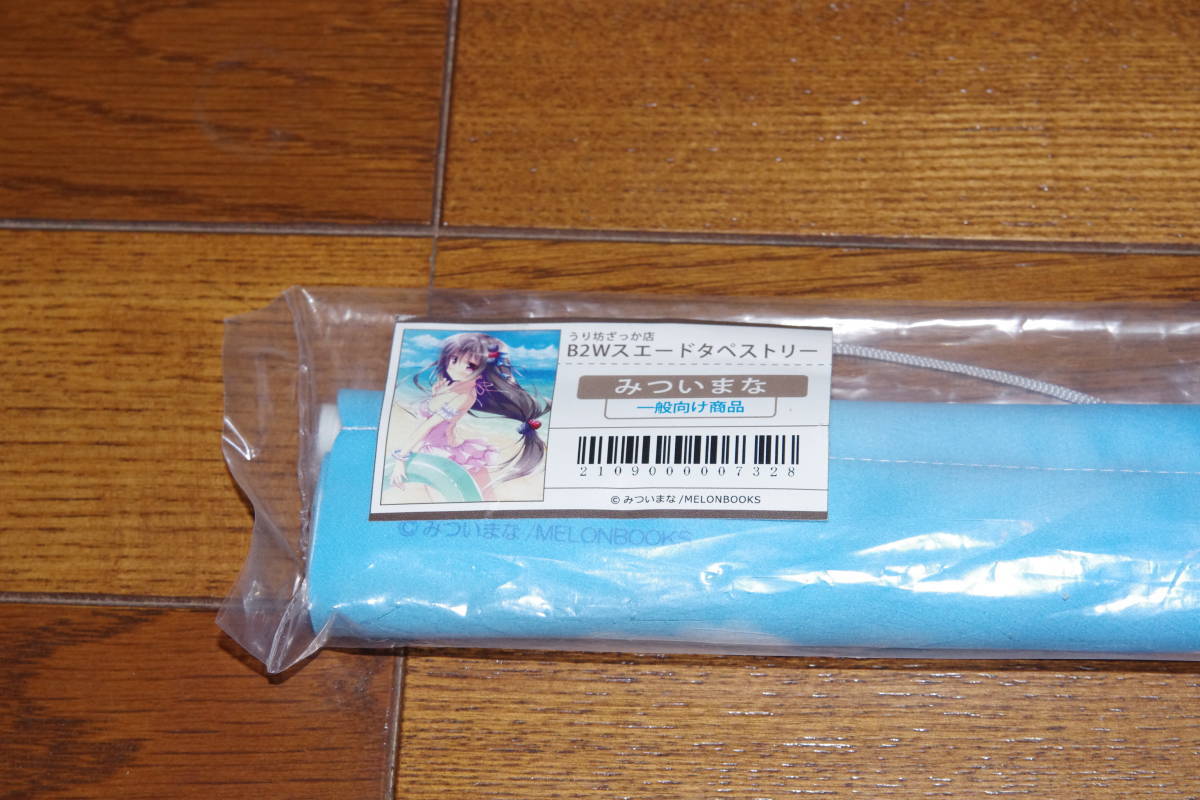 うり坊ざっか店
B2Wスエードタペストリー
みついまな
一般向け商品
2109000007328
© みついまな/MELONBOOKS
© みついまな/MELONBOOKS